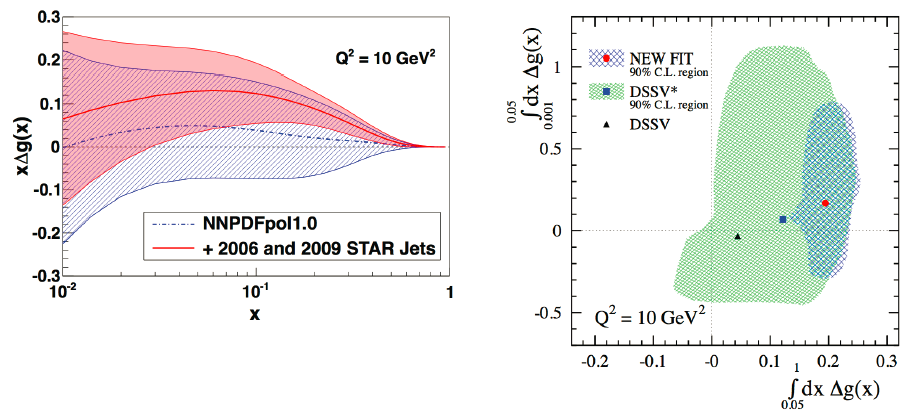 0.3
0.2
0.1
0
-0.1
-0.2
-0.3
xΔg(x)
Q² = 10 GeV²
NNPDFpol1.0
+ 2006 and 2009 STAR Jets
10⁻²
10⁻¹
1
x
0.05
∫dx Δg(x)
0.001
1
0.5
0
-0.5
NEW FIT
90% C.L. region
DSSV*
90% C.L. region
DSSV
Q² = 10 GeV²
-0.2
-0.1
-0
0.1
0.2
0.3
1
∫dx Δg(x)
0.05